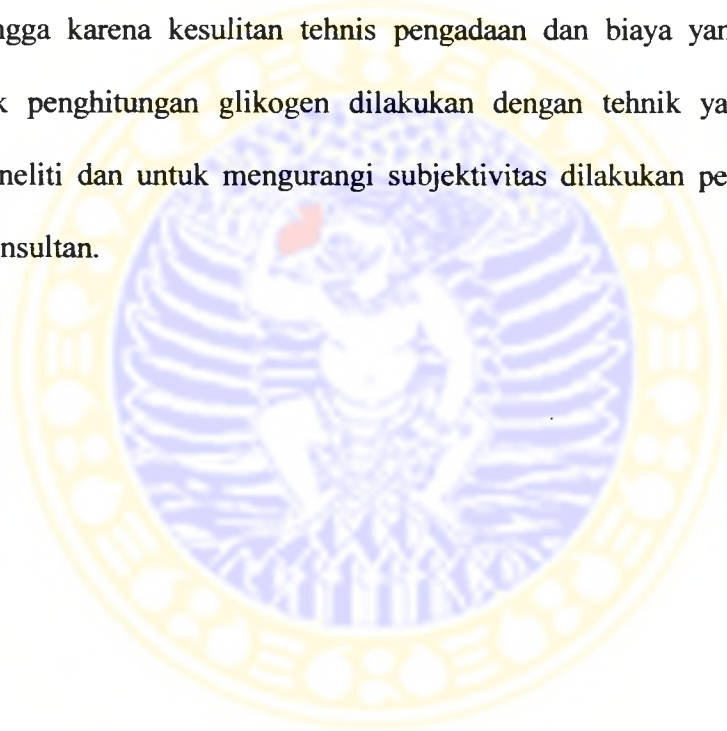 ngga karena kesulitan tehnis pengadaan dan biaya yan
k penghitungan glikogen dilakukan dengan tehnik ya
neliti dan untuk mengurangi subjektivitas dilakukan pe
nsultan.